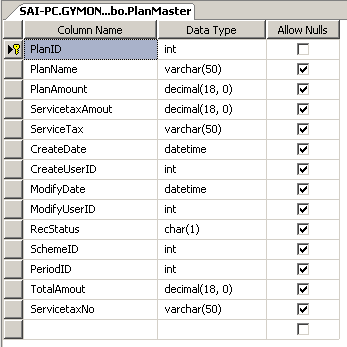 SAI-PC.GYMON...bo.PlanMaster
Column Name Data Type Allow Nulls
PlanID int
PlanName varchar(50)
PlanAmount decimal(18, 0)
ServicetaxAmout decimal(18, 0)
ServiceTax varchar(50)
CreateDate datetime
CreateUserID int
ModifyDate datetime
ModifyUserID int
RecStatus char(1)
SchemeID int
PeriodID int
TotalAmout decimal(18, 0)
ServicetaxNo varchar(50)